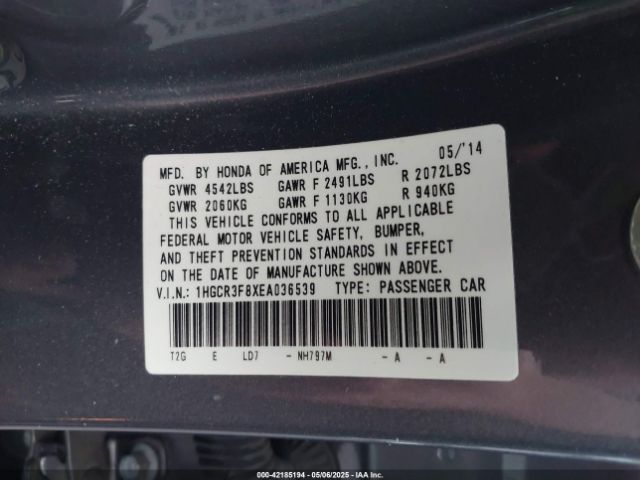 MFD. BY HONDA OF AMERICA MFG., INC. 05/'14
GVWR 4542LBS GAWR F 2491LBS R 2072LBS
GVWR 2060KG GAWR F 1130KG R 940KG
THIS VEHICLE CONFORMS TO ALL APPLICABLE
FEDERAL MOTOR VEHICLE SAFETY, BUMPER,
AND THEFT PREVENTION STANDARDS IN EFFECT
ON THE DATE OF MANUFACTURE SHOWN ABOVE.
V.I.N.: 1HGCR3F8XEA036539 TYPE: PASSENGER CAR
T2G E LD7 - NH797M - A - A
000-42185194 - 05/06/2025 - IAAI.COM